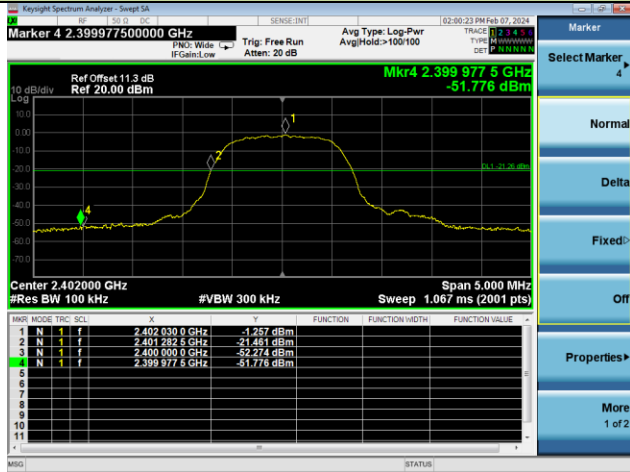 Keysight Spectrum Analyzer - Swept SA
RF 50 Ω DC SENSE:INT 02:00:23 PM Feb 07, 2024
Marker 4 2.399977500000 GHz
PNO: Wide
IFGain:Low
Trig: Free Run
Atten: 20 dB
Avg Type: Log-Pwr
Avg|Hold:>100/100
TRACE 1 2 3 4 5 6
TYPE M W W W W W
DET P N N N N N
Ref Offset 11.3 dB
10 dB/div Ref 20.00 dBm
Log
Mkr4 2.399 977 5 GHz
-51.776 dBm
10.0
0.00
-10.0
-20.0
-30.0
-40.0
-50.0
-60.0
-70.0
1
2
4
DL1 -21.26 dBm
Center 2.402000 GHz Span 5.000 MHz
#Res BW 100 kHz #VBW 300 kHz Sweep 1.067 ms (2001 pts)
MKR MODE TRC SCL X Y FUNCTION FUNCTION WIDTH FUNCTION VALUE
1 N 1 f 2.402 030 0 GHz -1.257 dBm
2 N 1 f 2.401 282 5 GHz -21.461 dBm
3 N 1 f 2.400 000 0 GHz -52.274 dBm
4 N 1 f 2.399 977 5 GHz -51.776 dBm
5
6
7
8
9
10
11
MSG STATUS
Marker
Select Marker
4
Normal
Delta
Fixed
Off
Properties
More
1 of 2